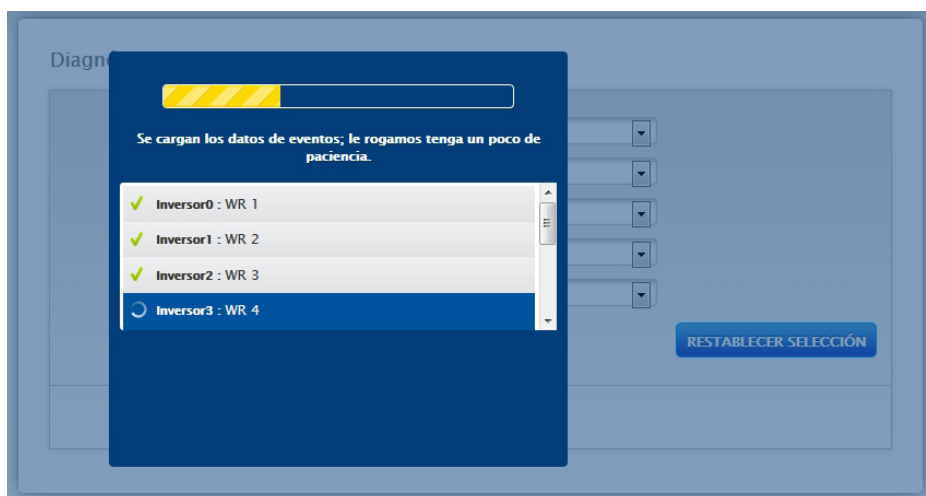 Diagn
Se cargan los datos de eventos; le rogamos tenga un poco de
paciencia.
Inversor0 : WR 1
Inversor1 : WR 2
Inversor2 : WR 3
Inversor3 : WR 4
RESTABLECER SELECCIÓN